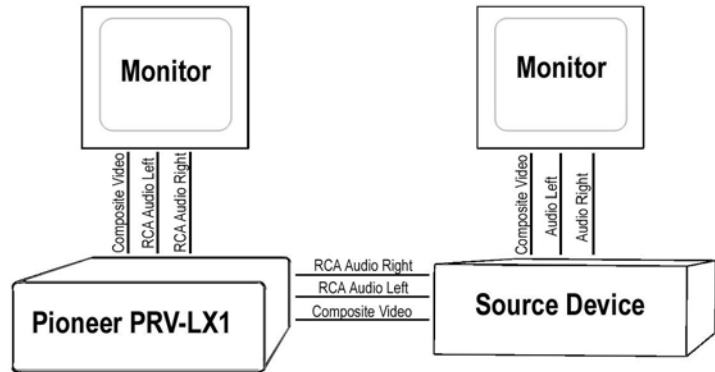 Monitor
Monitor
Composite Video
RCA Audio Left
RCA Audio Right
Composite Video
Audio Left
Audio Right
RCA Audio Right
RCA Audio Left
Composite Video
Pioneer PRV-LX1
Source Device